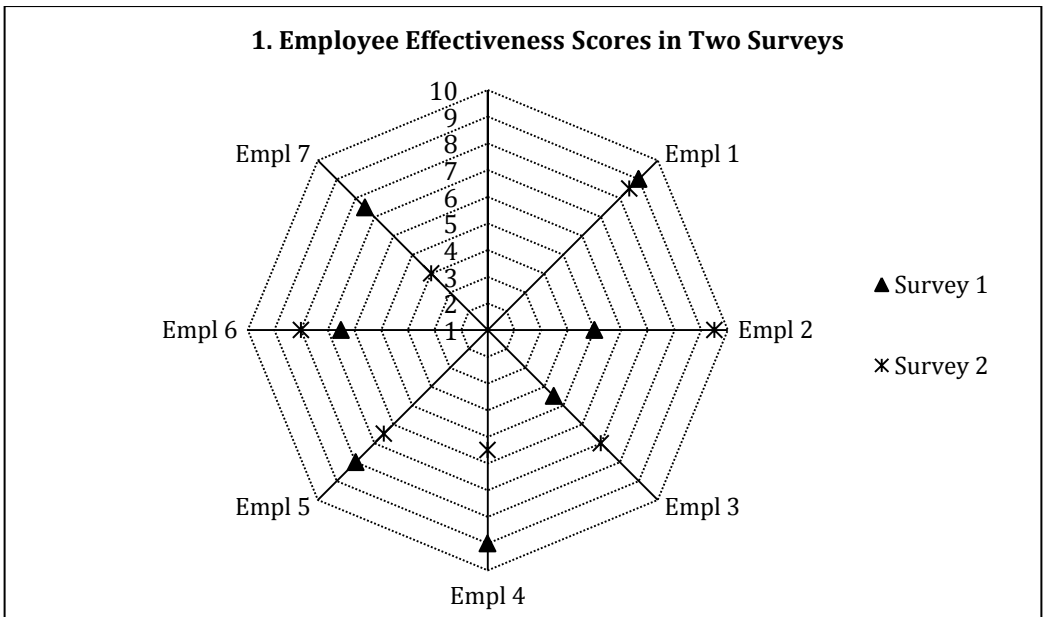 1. Employee Effectiveness Scores in Two Surveys
10
9
8
7
6
5
4
3
2
1
Empl 1
Empl 2
Empl 3
Empl 4
Empl 5
Empl 6
Empl 7
Survey 1
Survey 2